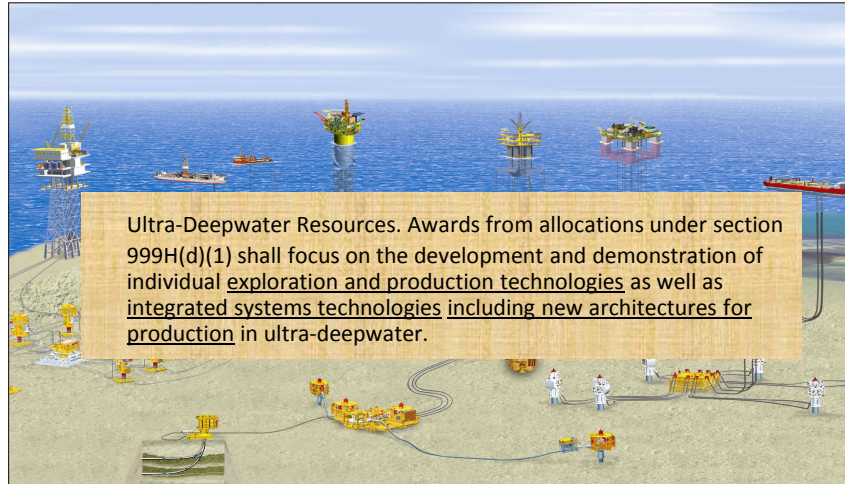 Ultra-Deepwater Resources. Awards from allocations under section
999H(d)(1) shall focus on the development and demonstration of
individual exploration and production technologies as well as
integrated systems technologies including new architectures for
production in ultra-deepwater.